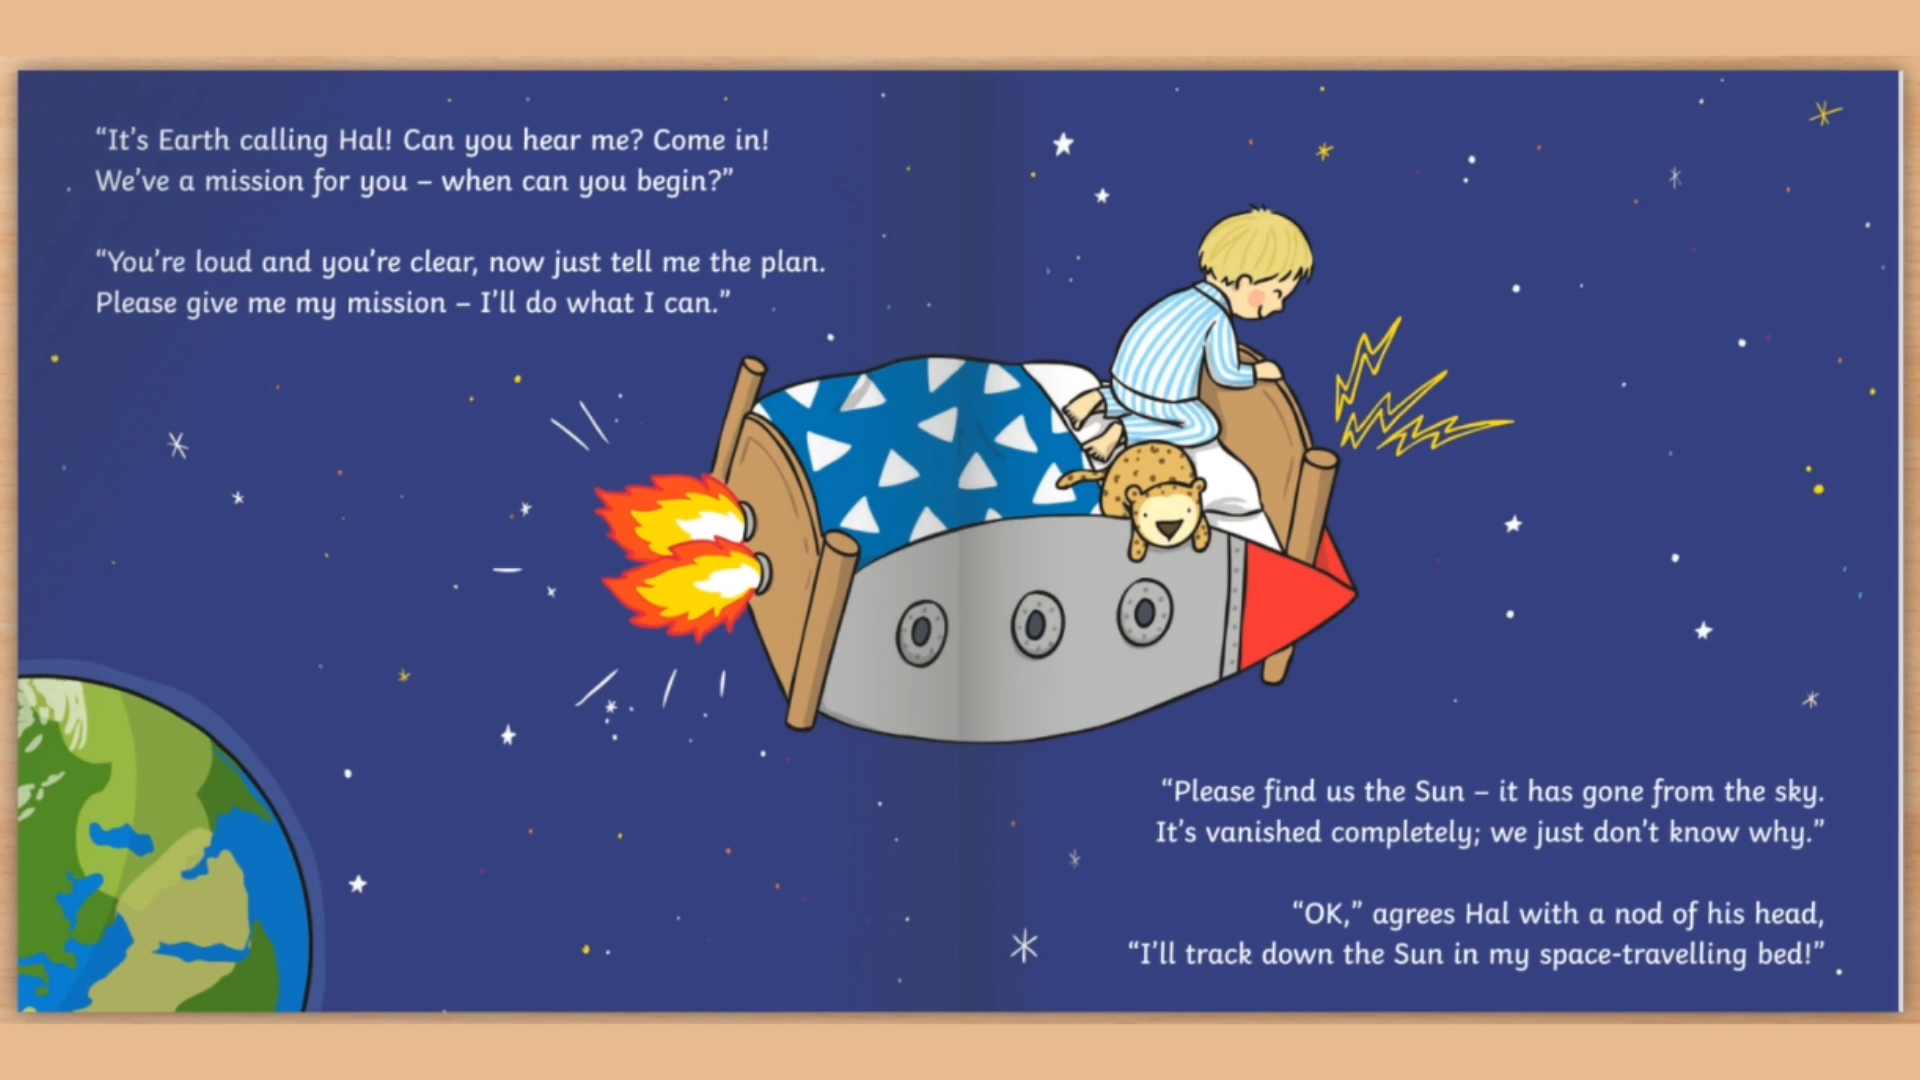 “It’s Earth calling Hal! Can you hear me? Come in!
We’ve a mission for you – when can you begin?”
“You’re loud and you’re clear, now just tell me the plan.
Please give me my mission – I’ll do what I can.”
“Please find us the Sun – it has gone from the sky.
It’s vanished completely; we just don’t know why.”
“OK,” agrees Hal with a nod of his head,
“I’ll track down the Sun in my space-travelling bed!”